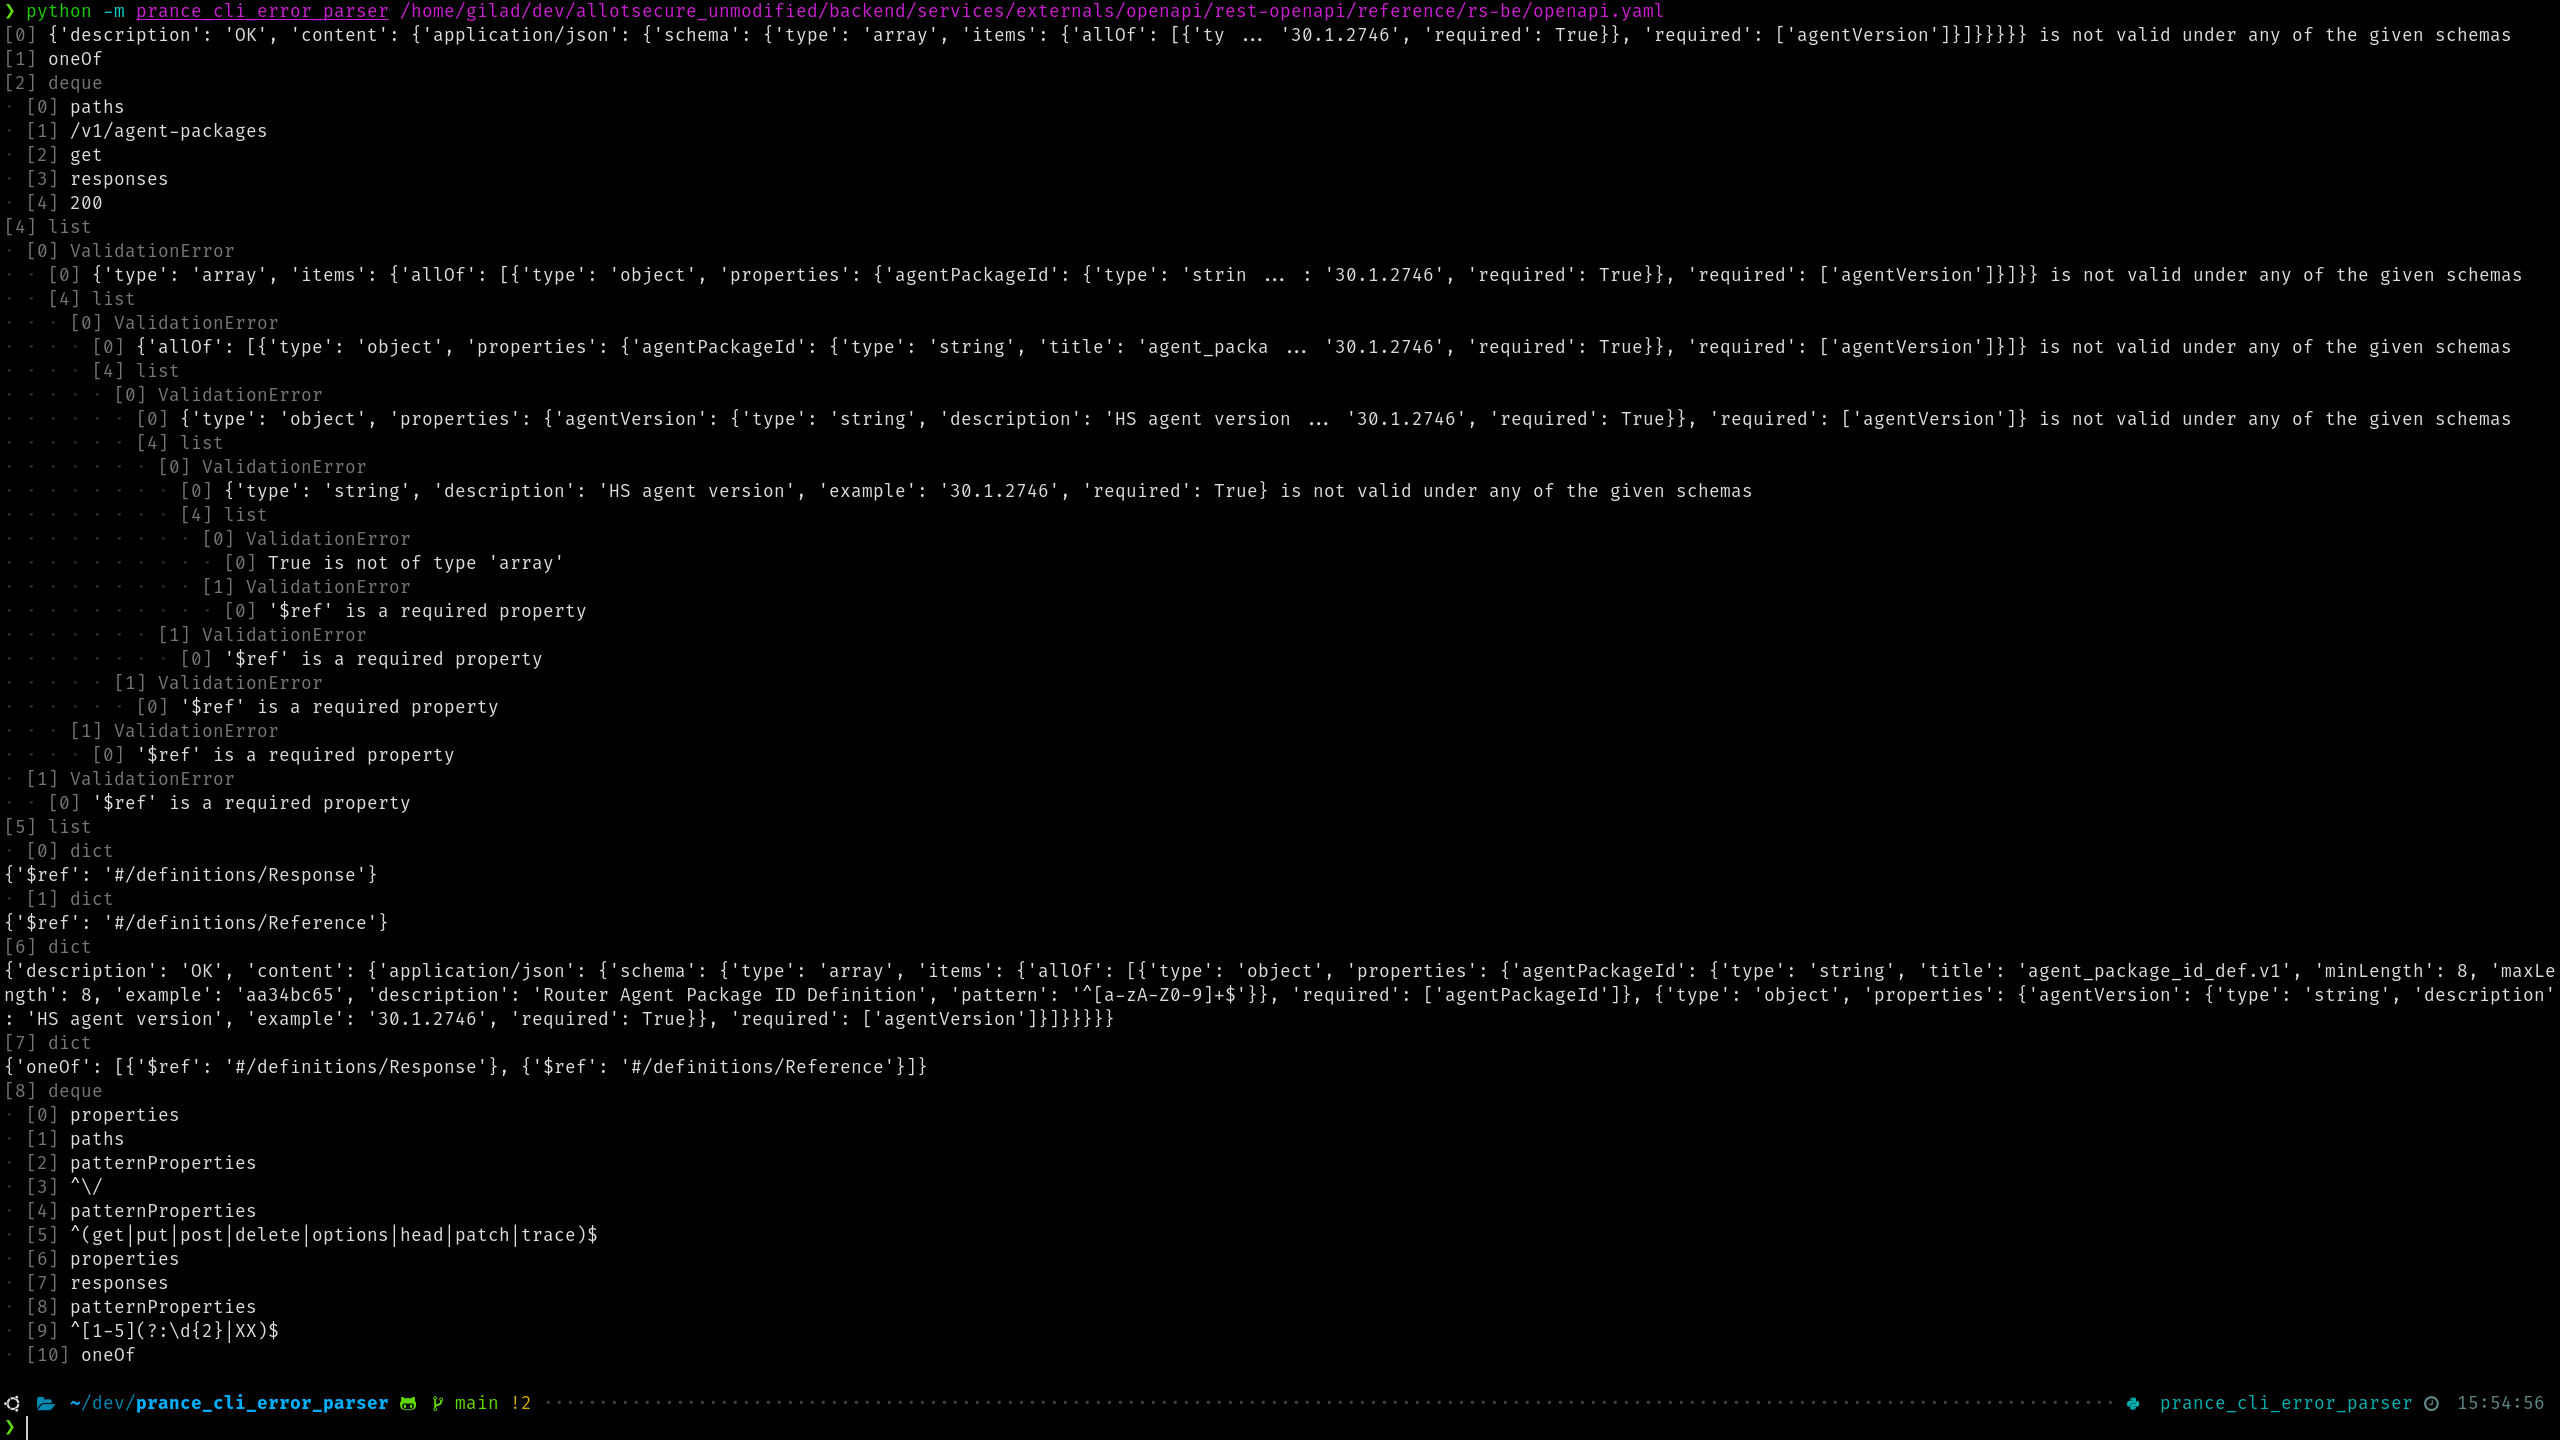 ❯ python -m prance_cli_error_parser /home/gilad/dev/allotsecure_unmodified/backend/services/externals/openapi/rest-openapi/reference/rs-be/openapi.yaml
[0] {'description': 'OK', 'content': {'application/json': {'schema': {'type': 'array', 'items': {'allOf': [{'ty ... '30.1.2746', 'required': True}}, 'required': ['agentVersion']}]}}}}} is not valid under any of the given schemas
[1] oneOf
[2] deque
· [0] paths
· [1] /v1/agent-packages
· [2] get
· [3] responses
· [4] 200
[4] list
· [0] ValidationError
· · [0] {'type': 'array', 'items': {'allOf': [{'type': 'object', 'properties': {'agentPackageId': {'type': 'strin ... : '30.1.2746', 'required': True}}, 'required': ['agentVersion']}]}} is not valid under any of the given schemas
· · [4] list
· · · [0] ValidationError
· · · · [0] {'allOf': [{'type': 'object', 'properties': {'agentPackageId': {'type': 'string', 'title': 'agent_packa ... '30.1.2746', 'required': True}}, 'required': ['agentVersion']}]} is not valid under any of the given schemas
· · · · [4] list
· · · · · [0] ValidationError
· · · · · · [0] {'type': 'object', 'properties': {'agentVersion': {'type': 'string', 'description': 'HS agent version ... '30.1.2746', 'required': True}}, 'required': ['agentVersion']} is not valid under any of the given schemas
· · · · · · [4] list
· · · · · · · [0] ValidationError
· · · · · · · · [0] {'type': 'string', 'description': 'HS agent version', 'example': '30.1.2746', 'required': True} is not valid under any of the given schemas
· · · · · · · · [4] list
· · · · · · · · · [0] ValidationError
· · · · · · · · · · [0] True is not of type 'array'
· · · · · · · · · [1] ValidationError
· · · · · · · · · · [0] '$ref' is a required property
· · · · · · · [1] ValidationError
· · · · · · · · [0] '$ref' is a required property
· · · · · [1] ValidationError
· · · · · · [0] '$ref' is a required property
· · · [1] ValidationError
· · · · [0] '$ref' is a required property
· [1] ValidationError
· · [0] '$ref' is a required property
[5] list
· [0] dict
{'$ref': '#/definitions/Response'}
· [1] dict
{'$ref': '#/definitions/Reference'}
[6] dict
{'description': 'OK', 'content': {'application/json': {'schema': {'type': 'array', 'items': {'allOf': [{'type': 'object', 'properties': {'agentPackageId': {'type': 'string', 'title': 'agent_package_id_def.v1', 'minLength': 8, 'maxLe
ngth': 8, 'example': 'aa34bc65', 'description': 'Router Agent Package ID Definition', 'pattern': '^[a-zA-Z0-9]+$'}}, 'required': ['agentPackageId']}, {'type': 'object', 'properties': {'agentVersion': {'type': 'string', 'description'
: 'HS agent version', 'example': '30.1.2746', 'required': True}}, 'required': ['agentVersion']}]}}}}}
[7] dict
{'oneOf': [{'$ref': '#/definitions/Response'}, {'$ref': '#/definitions/Reference'}]}
[8] deque
· [0] properties
· [1] paths
· [2] patternProperties
· [3] ^\/
· [4] patternProperties
· [5] ^(get|put|post|delete|options|head|patch|trace)$
· [6] properties
· [7] responses
· [8] patternProperties
· [9] ^[1-5](?:\d{2}|XX)$
· [10] oneOf
~/dev/prance_cli_error_parser main !2 prance_cli_error_parser 15:54:56
❯